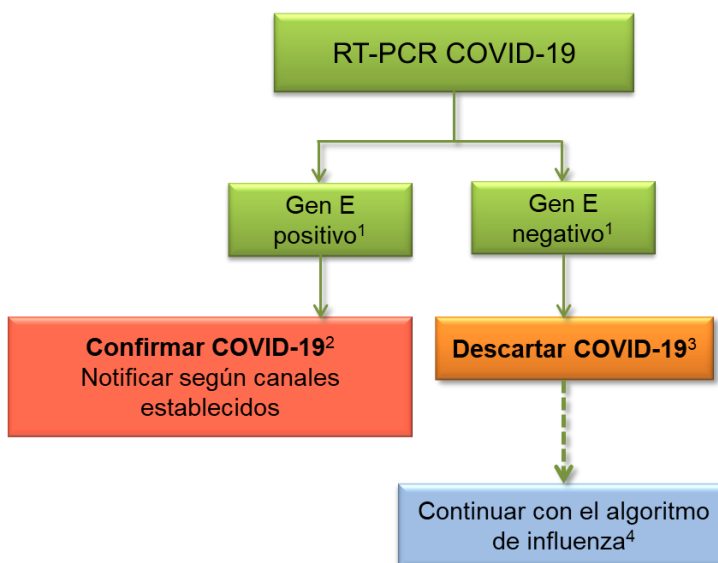 RT-PCR COVID-19
Gen E
positivo¹
Gen E
negativo¹
Confirmar COVID-19²
Notificar según canales
establecidos
Descartar COVID-19³
Continuar con el algoritmo
de influenza⁴